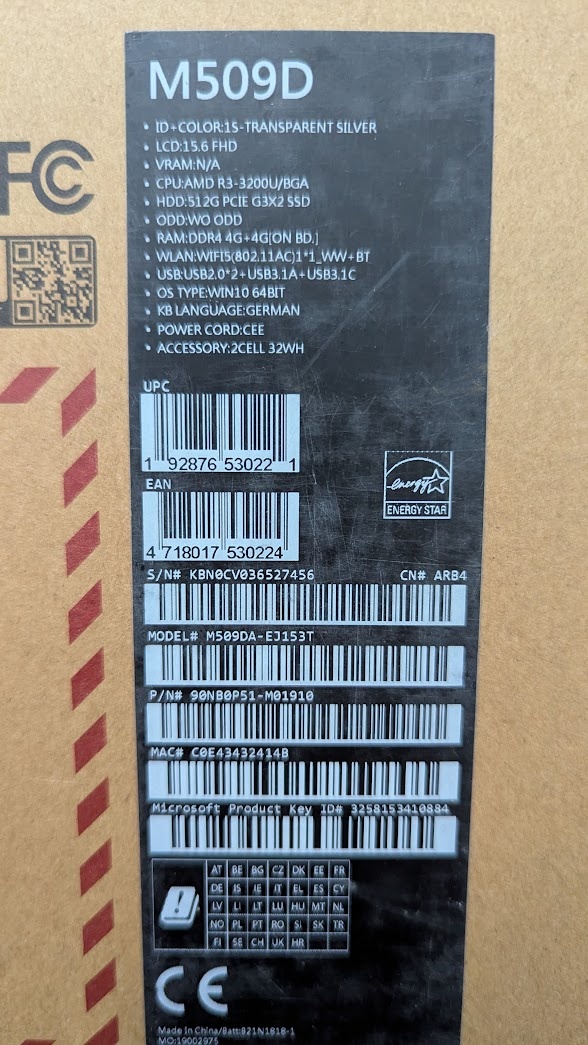 M509D
• ID+COLOR:1S-TRANSPARENT SILVER
• LCD:15.6 FHD
• VRAM:N/A
• CPU:AMD R3-3200U/BGA
• HDD:512G PCIE G3X2 SSD
• ODD:WO ODD
• RAM:DDR4 4G+4G[ON BD.]
• WLAN:WIFI5(802.11AC)1*1_WW+BT
• USB:USB2.0*2+USB3.1A+USB3.1C
• OS TYPE:WIN10 64BIT
• KB LANGUAGE:GERMAN
• POWER CORD:CEE
• ACCESSORY:2CELL 32WH
FC
UPC
1 92876 53022 1
EAN
4 718017 530224
energy
ENERGY STAR
S/N# KBN0CV036527456 CN# ARB4
MODEL# M509DA-EJ153T
P/N# 90NB0P51-M01910
MAC# C0E43432414B
Microsoft Product Key ID# 3258153410884
AT BE BG CZ DK EE FR
DE IS IE IT EL ES CY
LV LI LT LU HU MT NL
NO PL PT RO SI SK TR
FI SE CH UK HR
CE
Made in China/Batt:B21N1818-1
MO:19002975